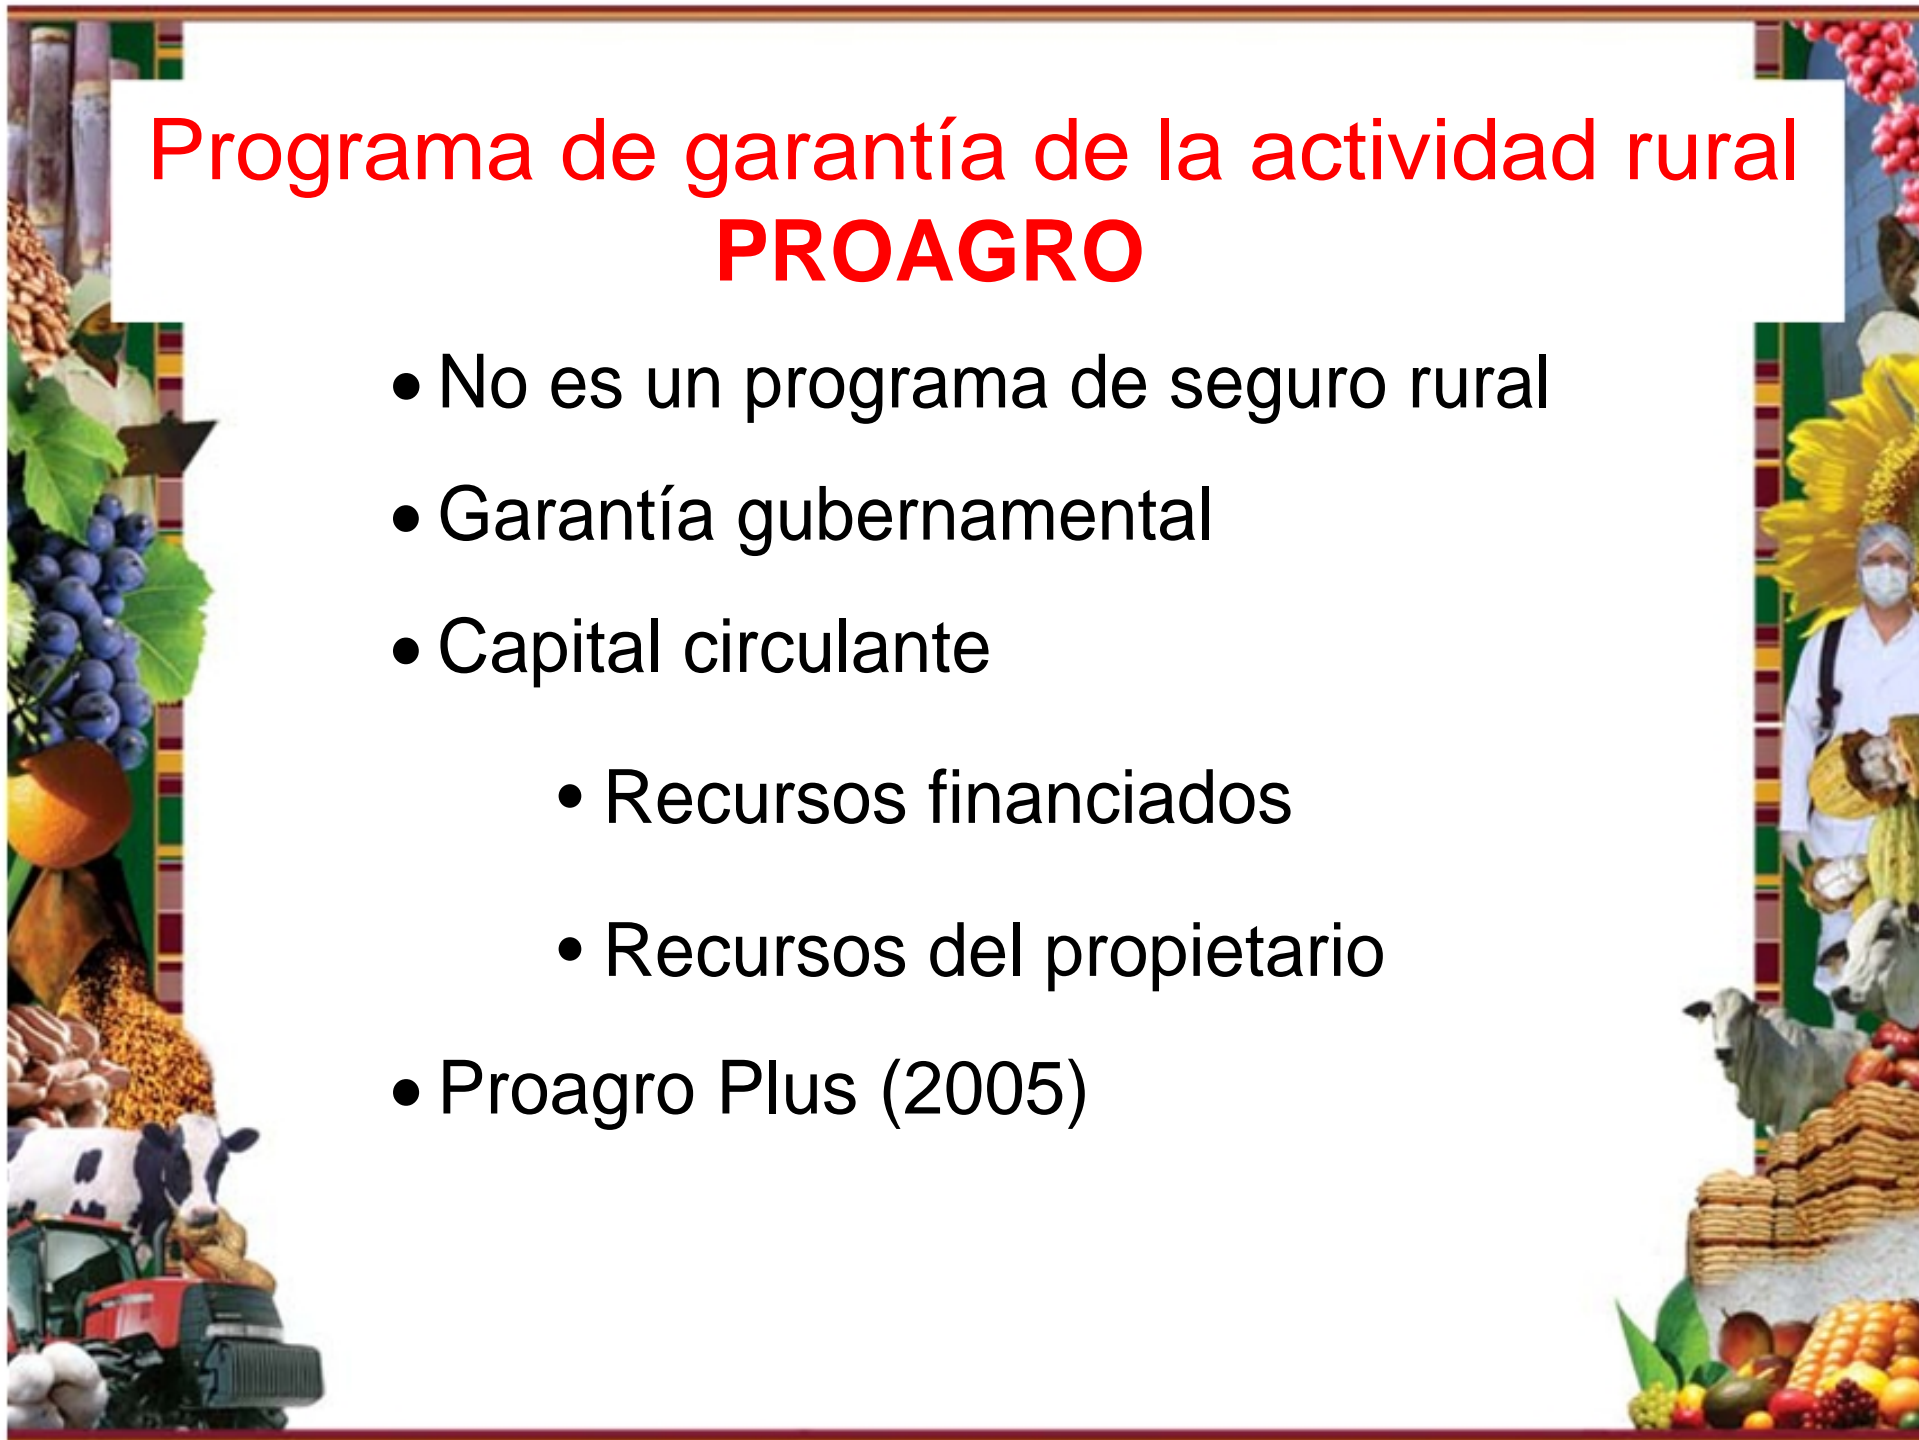 Programa de garantía de la actividad rural
PROAGRO
• No es un programa de seguro rural
• Garantía gubernamental
• Capital circulante
• Recursos financiados
• Recursos del propietario
• Proagro Plus (2005)